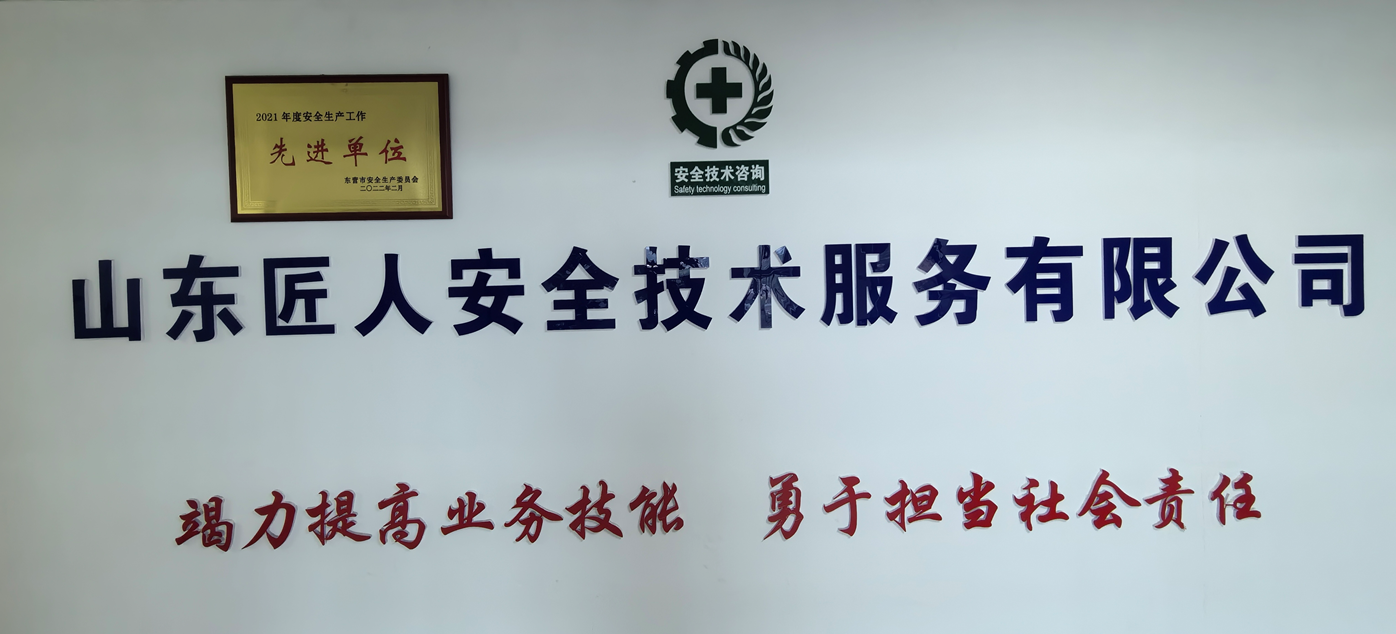 2021年度安全生产工作
先进单位
东营市安全生产委员会
二〇二二年二月
安全技术咨询
Safety technology consulting
山东匠人安全技术服务有限公司
竭力提高业务技能 勇于担当社会责任